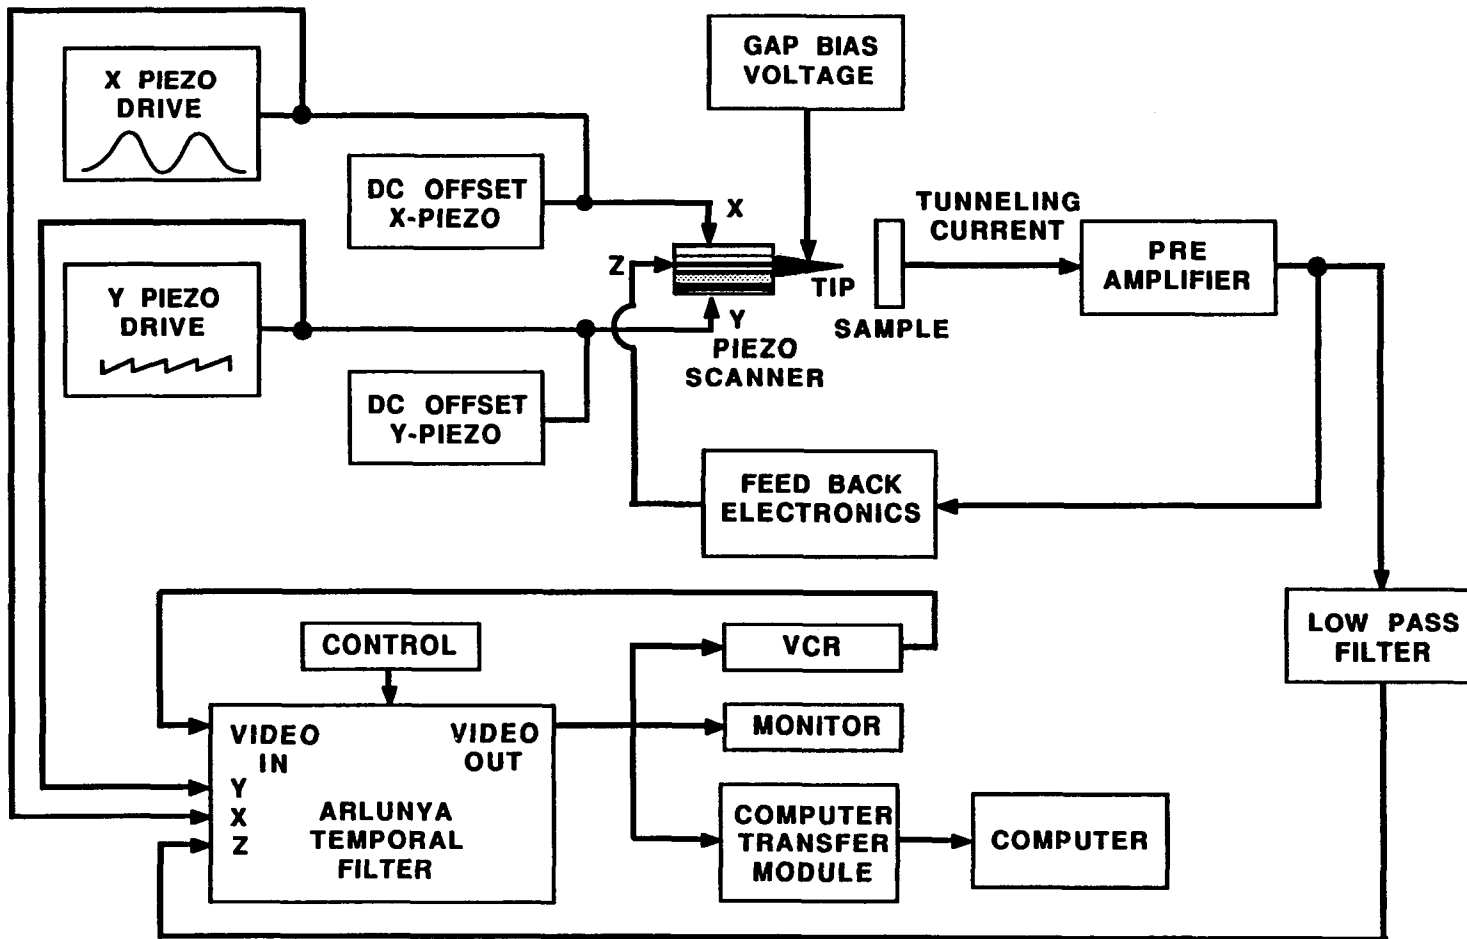 X PIEZO
DRIVE
GAP BIAS
VOLTAGE
DC OFFSET
X-PIEZO
X
TUNNELING
CURRENT
PRE
AMPLIFIER
Z
TIP
Y PIEZO
DRIVE
SAMPLE
Y
PIEZO
SCANNER
DC OFFSET
Y-PIEZO
FEED BACK
ELECTRONICS
LOW PASS
FILTER
CONTROL
VCR
VIDEO
IN
VIDEO
OUT
MONITOR
Y
X
Z
ARLUNYA
TEMPORAL
FILTER
COMPUTER
TRANSFER
MODULE
COMPUTER